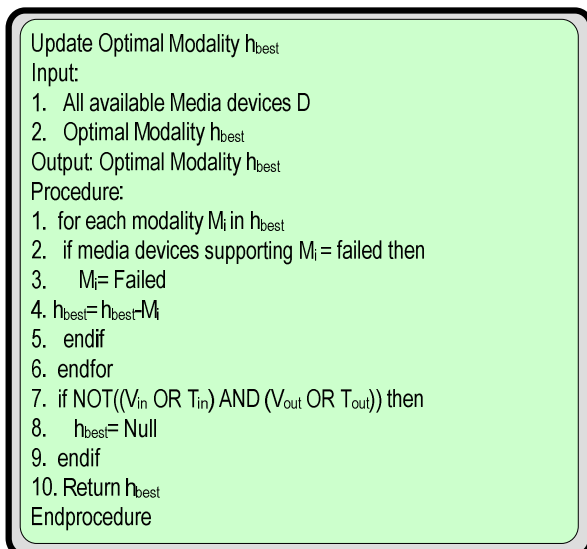 Update Optimal Modality hbest
Input:
1. All available Media devices D
2. Optimal Modality hbest
Output: Optimal Modality hbest
Procedure:
1. for each modality Mi in hbest
2. if media devices supporting Mi = failed then
3. Mi= Failed
4. hbest= hbest-Mi
5. endif
6. endfor
7. if NOT((Vin OR Tin) AND (Vout OR Tout)) then
8. hbest= Null
9. endif
10. Return hbest
Endprocedure